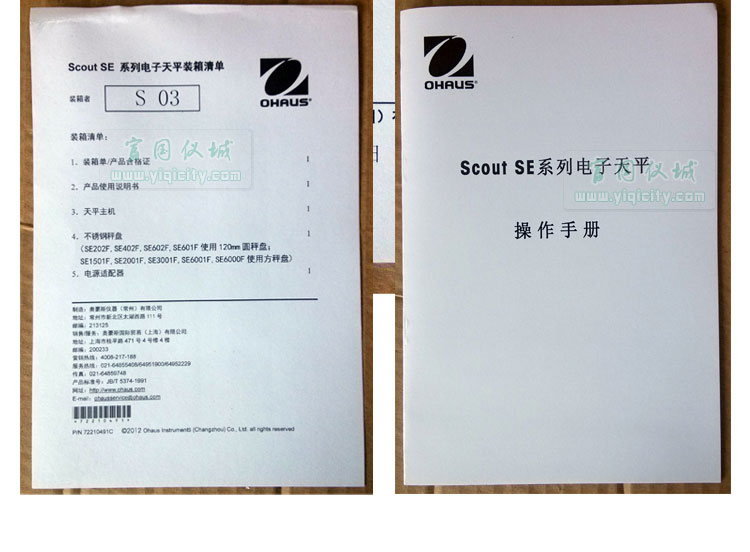 Scout SE 系列电子天平装箱清单
OHAUS®
装箱者
S 03
装箱清单：
富国仪城
www.yiqicity.com
1、装箱单/产品合格证 1
2、产品使用说明书 1
3、天平主机 1
4、不锈钢秤盘 1
(SE202F, SE402F, SE602F, SE601F 使用120mm 圆秤盘；
SE1501F, SE2001F, SE3001F, SE6001F, SE6000F 使用方秤盘)
5、电源适配器 1
制造：奥豪斯仪器（常州）有限公司
地址：常州市新北区太湖西路 111 号
邮编：213125
销售/服务：奥豪斯国际贸易（上海）有限公司
地址：上海市桂平路 471 号 4 号楼 4 楼
邮编：200233
营销热线：4008-217-188
服务热线：021-64855408/64951900/64952229
传真：021-64859748
产品标准号：JB/T 5374-1991
网址：http://www.ohaus.com
E-mail：ohausservice@ohaus.com
P/N 72210491C ©2012 Ohaus Instruments (Changzhou) Co., Ltd. all rights reserved
OHAUS®
Scout SE系列电子天平
富国仪城
www.yiqicity.com
操作手册